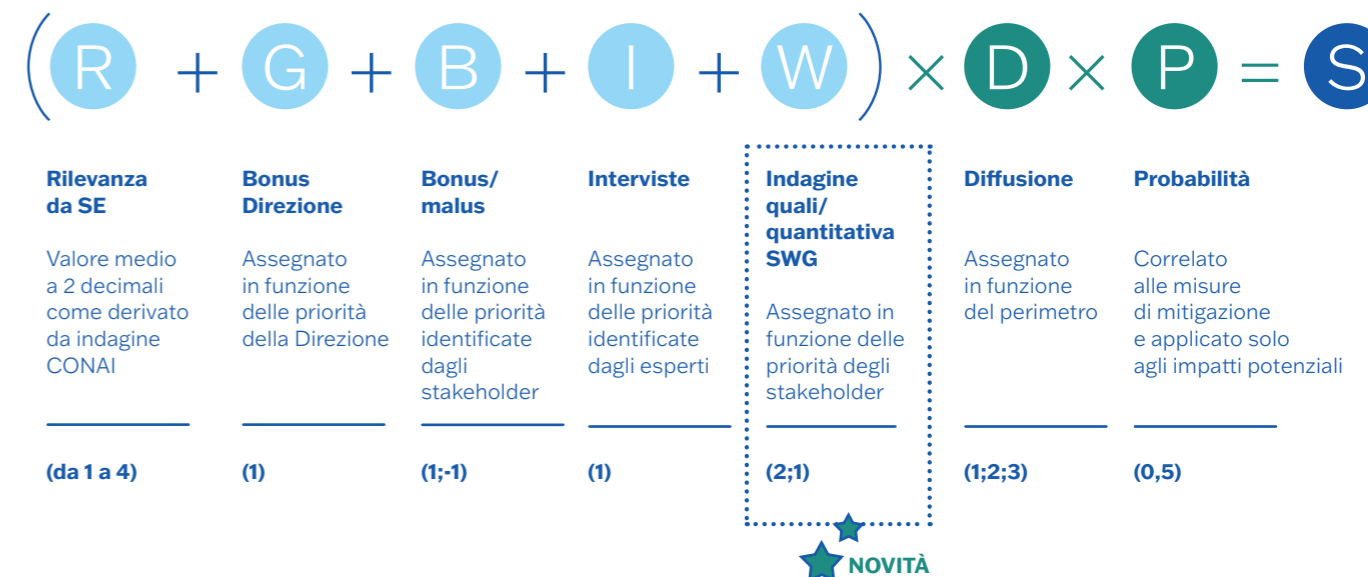 (R + G + B + I + W) × D × P = S
Rilevanza
da SE
Valore medio
a 2 decimali
come derivato
da indagine
CONAI
(da 1 a 4)
Bonus
Direzione
Assegnato
in funzione
delle priorità
della Direzione
(1)
Bonus/
malus
Assegnato
in funzione
delle priorità
identificate
dagli
stakeholder
(1;-1)
Interviste
Assegnato
in funzione
delle priorità
identificate
dagli esperti
(1)
Indagine
quali/
quantitativa
SWG
Assegnato in
funzione delle
priorità degli
stakeholder
(2;1)
NOVITÀ
Diffusione
Assegnato
in funzione
del perimetro
(1;2;3)
Probabilità
Correlato
alle misure
di mitigazione
e applicato solo
agli impatti potenziali
(0,5)